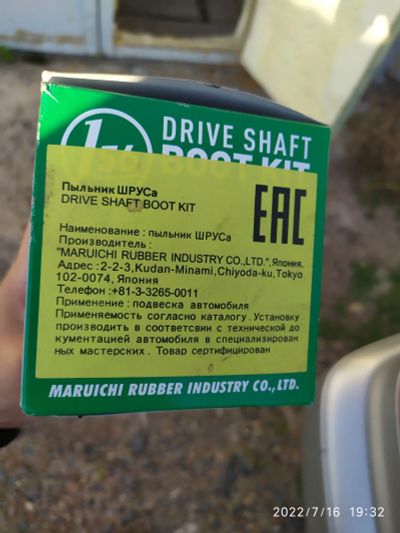 DRIVE SHAFT
BOOT KIT
Пыльник ШРУСа
DRIVE SHAFT BOOT KIT
EAC
Наименование : пыльник ШРУСа
Производитель :
"MARUICHI RUBBER INDUSTRY CO.,LTD.", Япония.
Адрес :2-2-3,Kudan-Minami,Chiyoda-ku,Tokyo
102-0074, Япония
Телефон :+81-3-3265-0011
Применение : подвеска автомобиля
Применяемость согласно каталогу . Установку
производить в соответсвии с технической до
кументацией автомобиля в специализирован
ных мастерских . Товар сертифицирован
MARUICHI RUBBER INDUSTRY CO., LTD.
2022/7/16 19:32